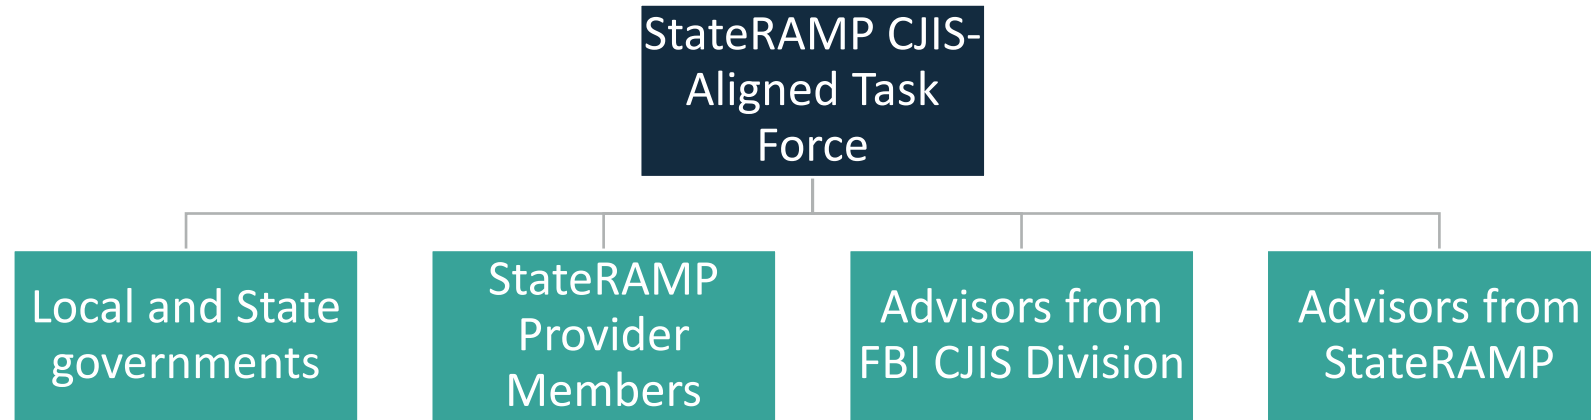 StateRAMP CJIS-
Aligned Task
Force
Local and State
governments
StateRAMP
Provider
Members
Advisors from
FBI CJIS Division
Advisors from
StateRAMP